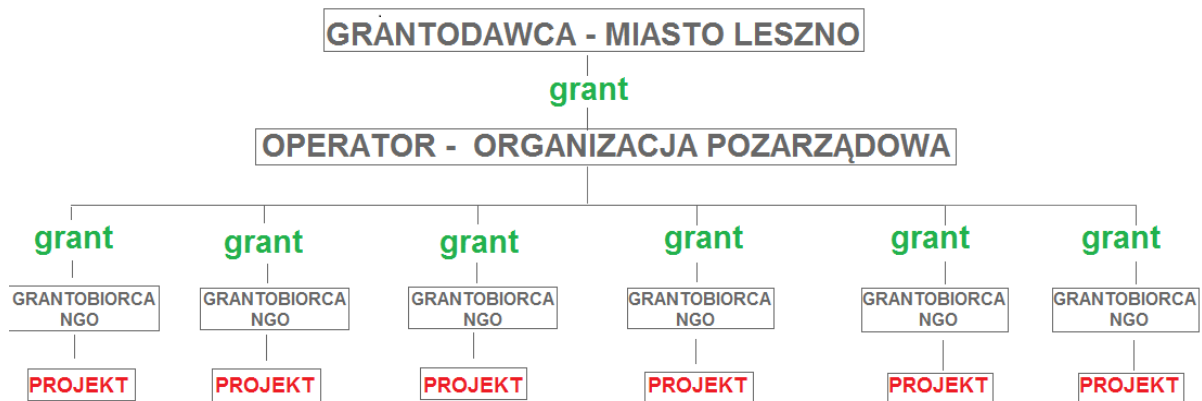 GRANTODAWCA - MIASTO LESZNO
grant
OPERATOR - ORGANIZACJA POZARZĄDOWA
grant grant grant grant grant grant
GRANTOBIORCA GRANTOBIORCA GRANTOBIORCA GRANTOBIORCA GRANTOBIORCA GRANTOBIORCA
NGO NGO NGO NGO NGO NGO
PROJEKT PROJEKT PROJEKT PROJEKT PROJEKT PROJEKT